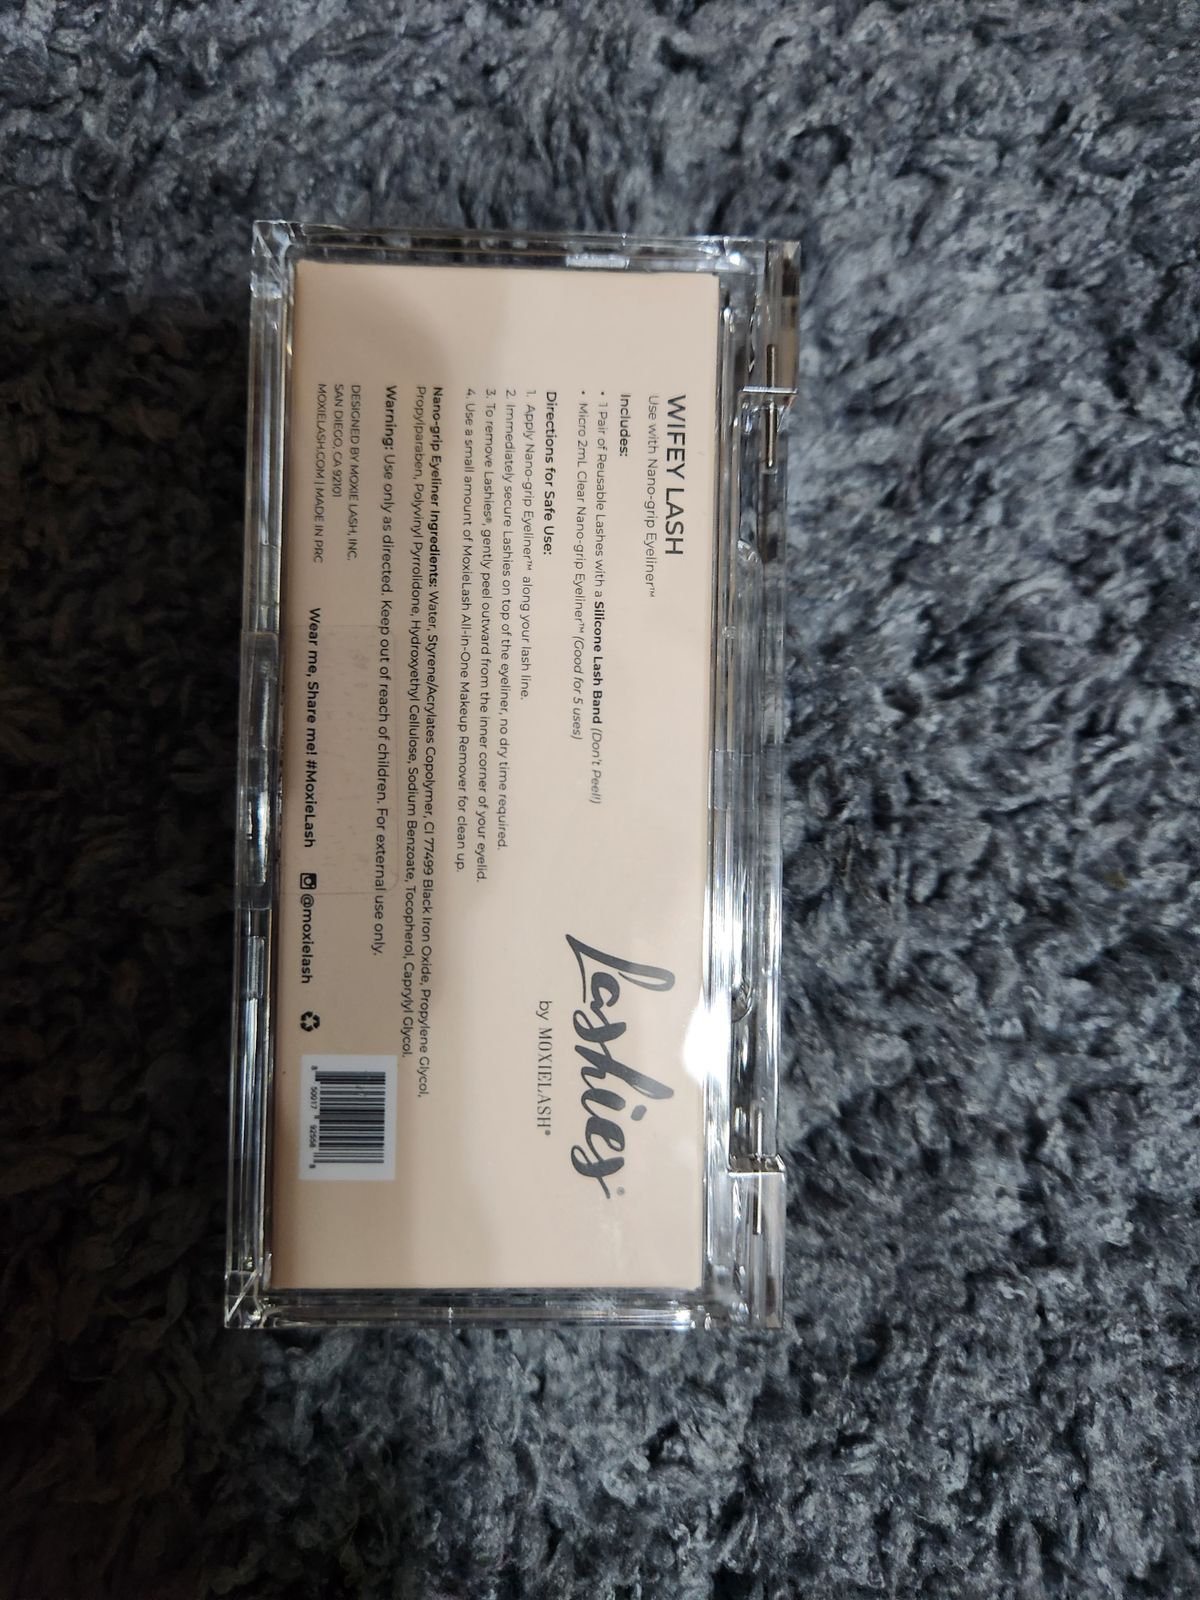 WIFEY LASH
Use with Nano-grip Eyeliner™
Includes:
• 1 Pair of Reusable Lashes with a Silicone Lash Band (Don't Peel!)
• Micro 2mL Clear Nano-grip Eyeliner™ (Good for 5 uses)
Directions for Safe Use:
1. Apply Nano-grip Eyeliner™ along your lash line.
2. Immediately secure Lashies on top of the eyeliner, no dry time required.
3. To remove Lashies®, gently peel outward from the inner corner of your eyelid.
4. Use a small amount of MoxieLash All-in-One Makeup Remover for clean up.
Nano-grip Eyeliner Ingredients: Water, Styrene/Acrylates Copolymer, CI 77499 Black Iron Oxide, Propylene Glycol,
Propylparaben, Polyvinyl Pyrrolidone, Hydroxyethyl Cellulose, Sodium Benzoate, Tocopherol, Caprylyl Glycol.
Warning: Use only as directed. Keep out of reach of children. For external use only.
DESIGNED BY MOXIE LASH, INC.
SAN DIEGO, CA 92101
MOXIELASH.COM | MADE IN PRC
Wear me, Share me! #MoxieLash @moxielash
Lashies®
by MOXIELASH®
8 50017 92508 8